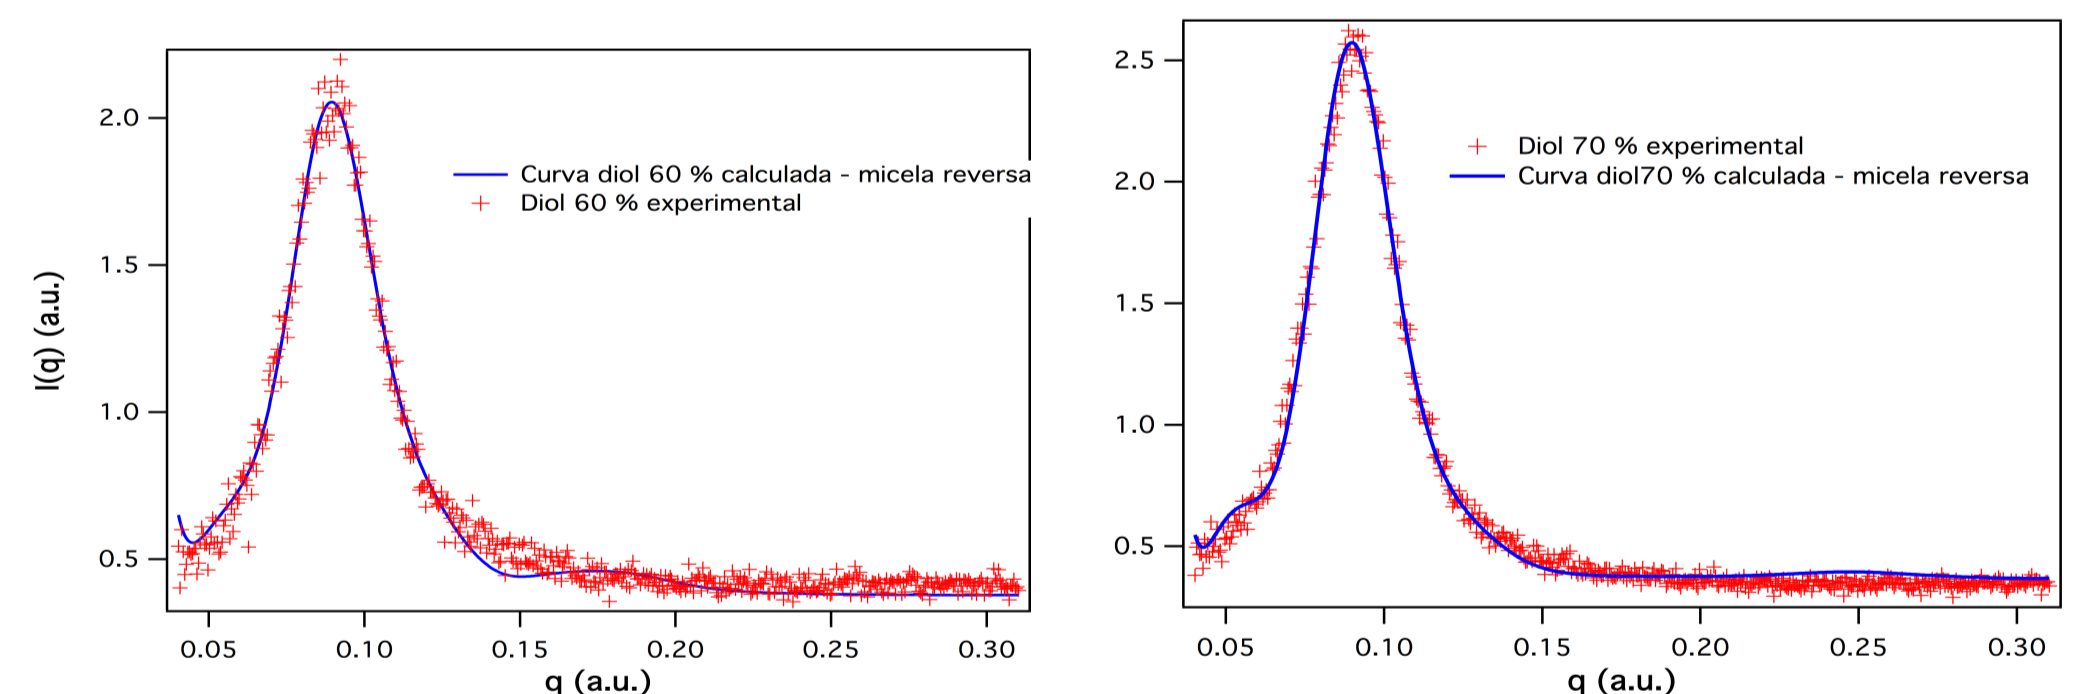 I(q) (a.u.)
2.0
1.5
1.0
0.5
Curva diol 60 % calculada - micela reversa
Diol 60 % experimental
0.05 0.10 0.15 0.20 0.25 0.30
q (a.u.)
2.5
2.0
1.5
1.0
0.5
Diol 70 % experimental
Curva diol70 % calculada - micela reversa
0.05 0.10 0.15 0.20 0.25 0.30
q (a.u.)